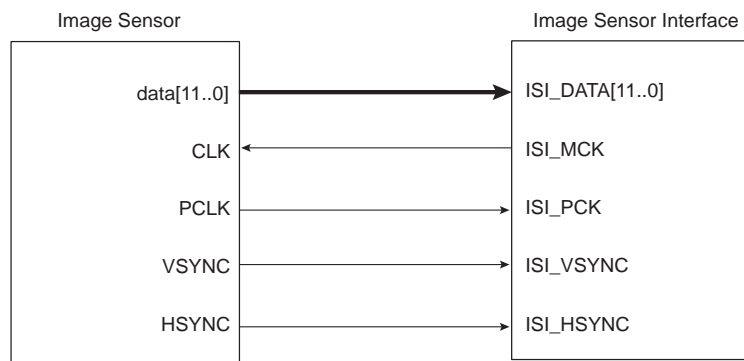 Image Sensor Image Sensor Interface
data[11..0] ISI_DATA[11..0]
CLK ISI_MCK
PCLK ISI_PCK
VSYNC ISI_VSYNC
HSYNC ISI_HSYNC